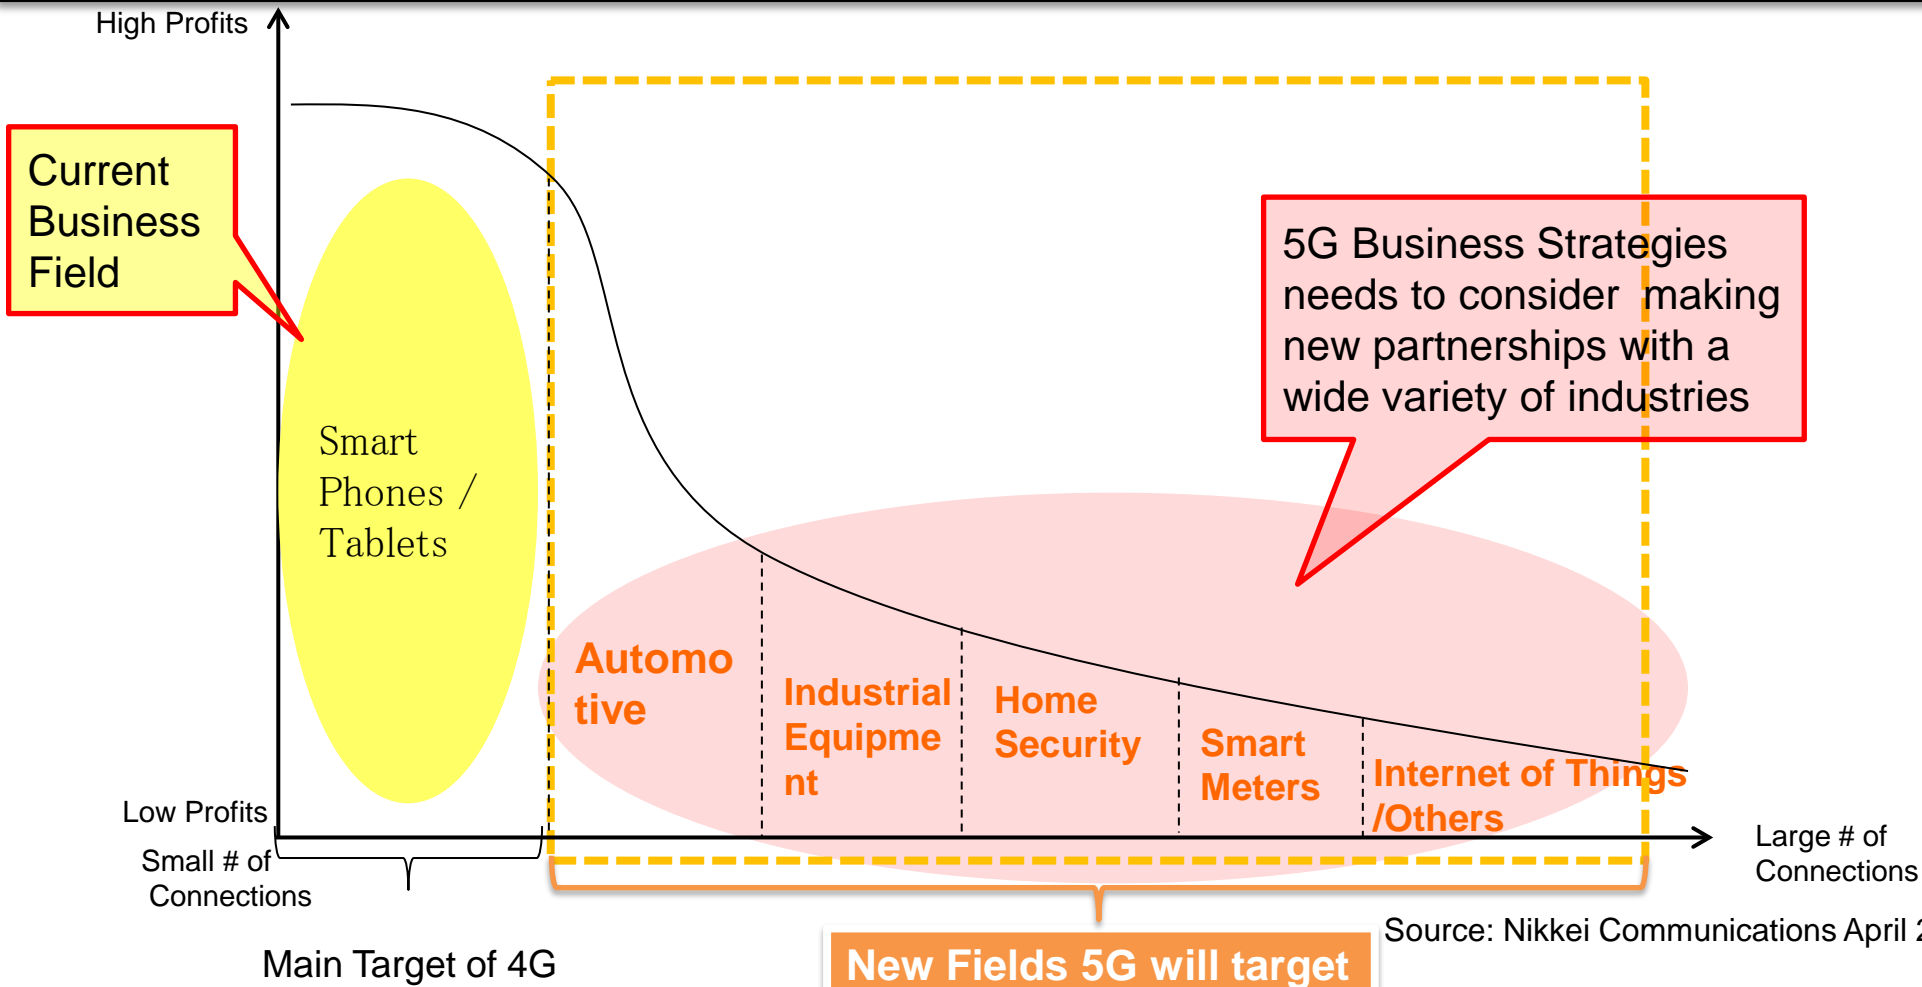 High Profits
Current
Business
Field
5G Business Strategies
needs to consider making
new partnerships with a
wide variety of industries
Smart
Phones /
Tablets
Automo
tive
Industrial
Equipme
nt
Home
Security
Smart
Meters
Internet of Things
/Others
Low Profits
Small # of
Connections
Large # of
Connections
Source: Nikkei Communications April 2
Main Target of 4G
New Fields 5G will target